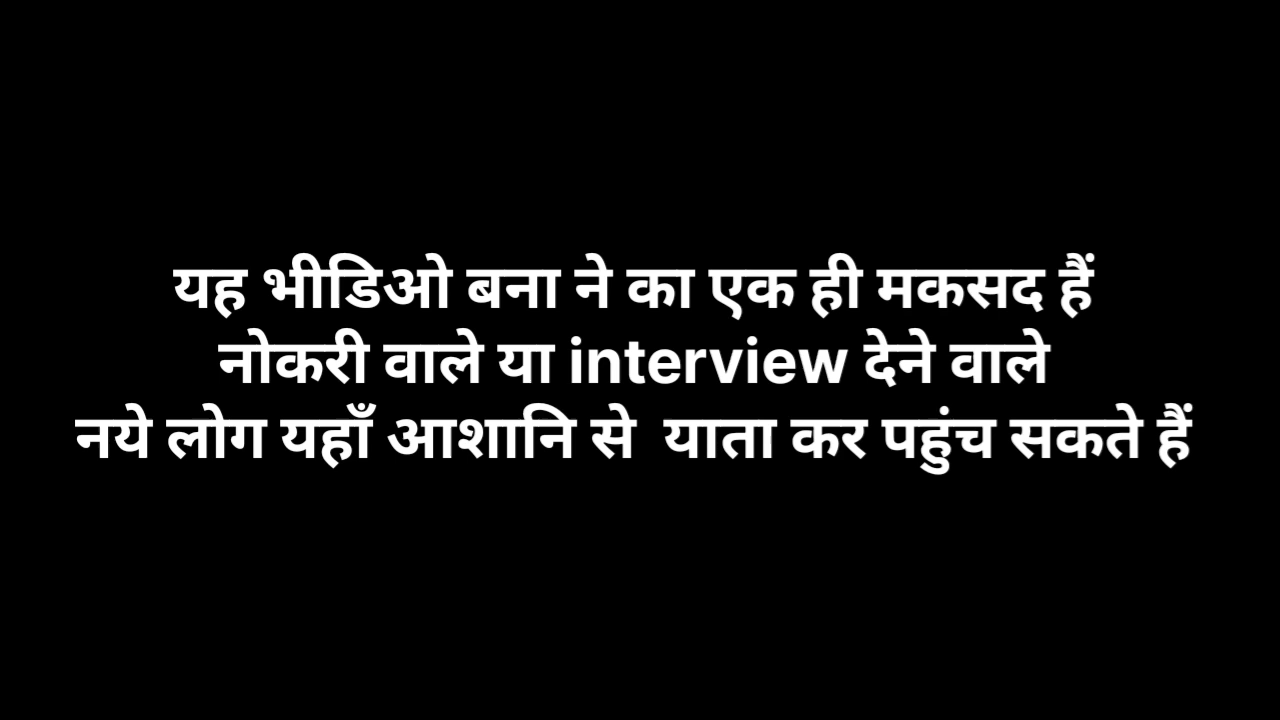 यह भीडिओ बना ने का एक ही मकसद हैं
नोकरी वाले या interview देने वाले
नये लोग यहाँ आशानि से याता कर पहुंच सकते हैं